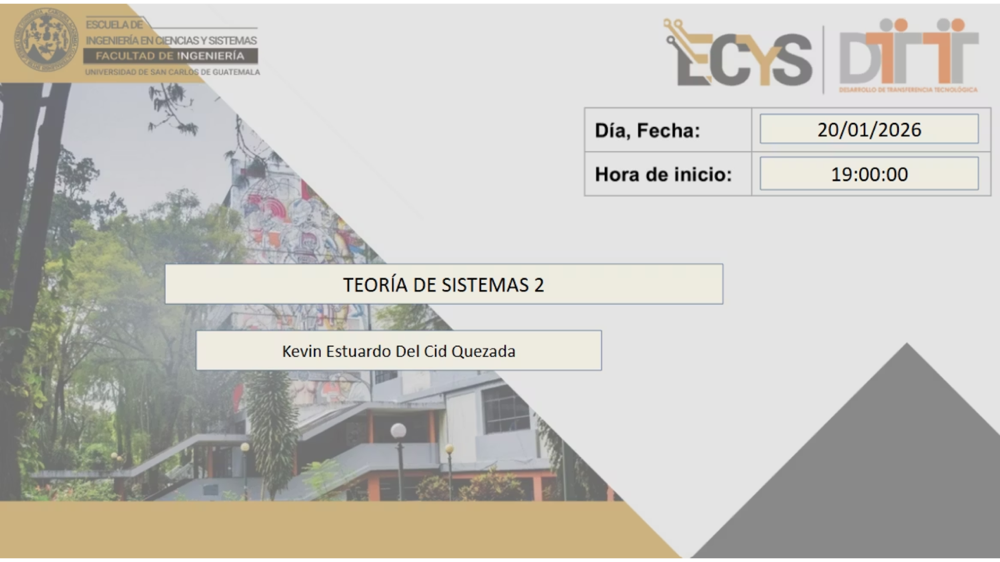 ESCUELA DE
INGENIERÍA EN CIENCIAS Y SISTEMAS
FACULTAD DE INGENIERÍA
UNIVERSIDAD DE SAN CARLOS DE GUATEMALA
ECYS
DTT
DESARROLLO DE TRANSFERENCIA TECNOLÓGICA
Día, Fecha: 20/01/2026
Hora de inicio: 19:00:00
TEORÍA DE SISTEMAS 2
Kevin Estuardo Del Cid Quezada